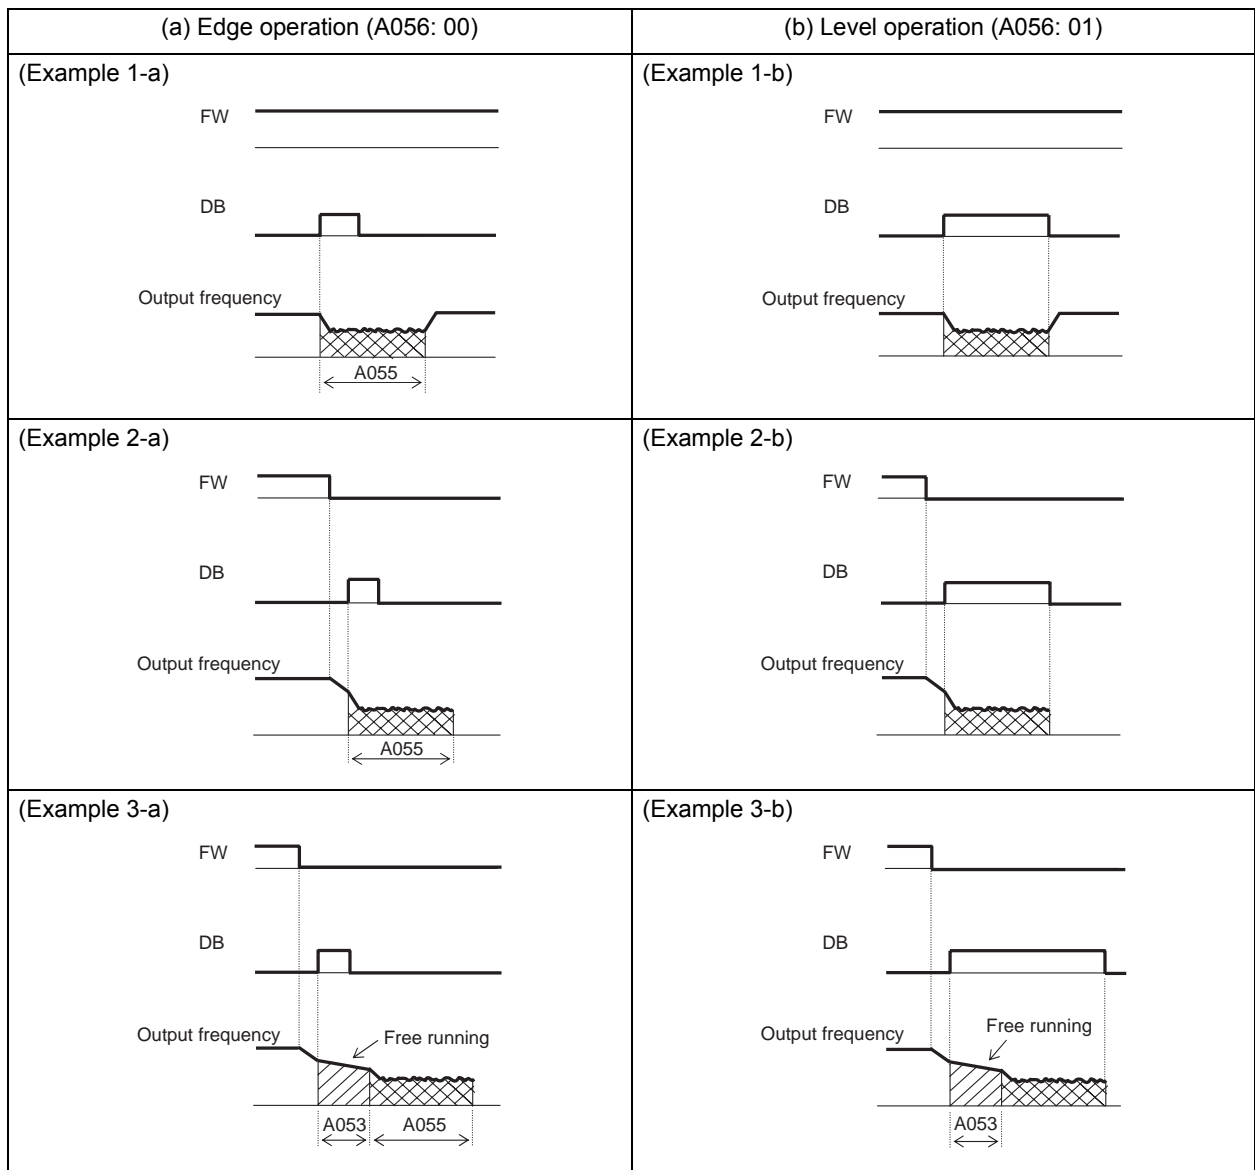 (a) Edge operation (A056: 00)
(b) Level operation (A056: 01)
(Example 1-a)
FW
DB
Output frequency
A055
(Example 1-b)
FW
DB
Output frequency
(Example 2-a)
FW
DB
Output frequency
A055
(Example 2-b)
FW
DB
Output frequency
(Example 3-a)
FW
DB
Output frequency
Free running
A053
A055
(Example 3-b)
FW
DB
Output frequency
Free running
A053